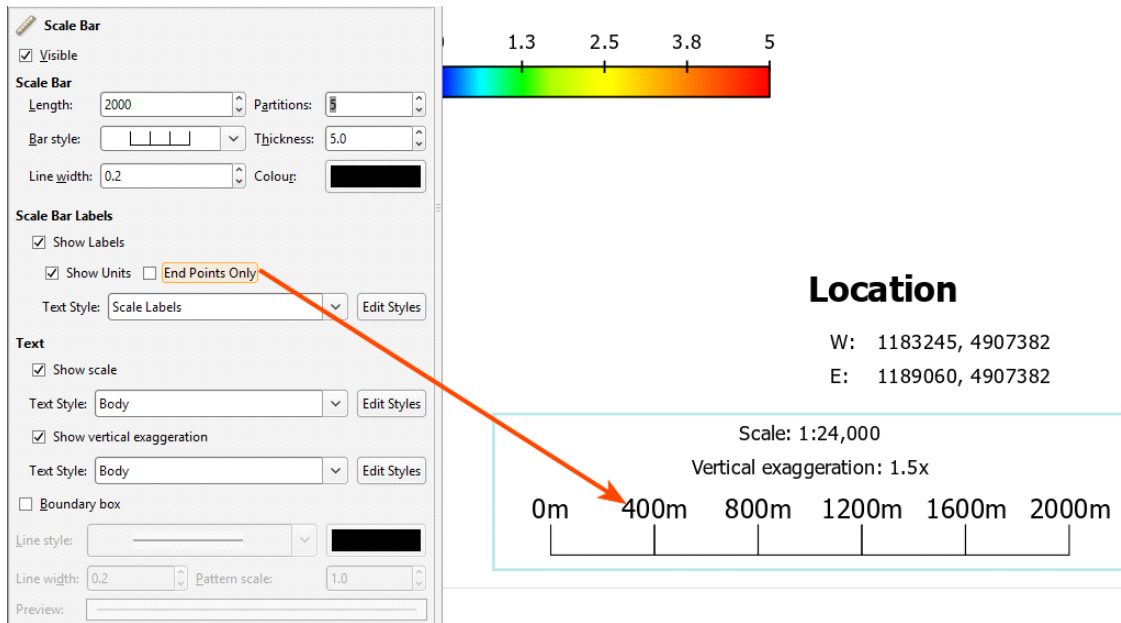 Scale Bar
Visible
Scale Bar
Length: 2000 Partitions: 5
Bar style: Thickness: 5.0
Line width: 0.2 Colour:
Scale Bar Labels
Show Labels
Show Units End Points Only
Text Style: Scale Labels Edit Styles
Text
Show scale
Text Style: Body Edit Styles
Show vertical exaggeration
Text Style: Body Edit Styles
Boundary box
Line style:
Line width: 0.2 Pattern scale: 1.0
Preview:
1.3 2.5 3.8 5
Location
W: 1183245, 4907382
E: 1189060, 4907382
Scale: 1:24,000
Vertical exaggeration: 1.5x
0m 400m 800m 1200m 1600m 2000m